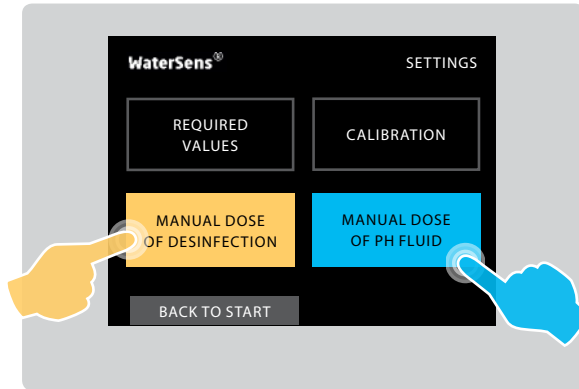 WaterSens®
SETTINGS
REQUIRED
VALUES
CALIBRATION
MANUAL DOSE
OF DESINFECTION
MANUAL DOSE
OF PH FLUID
BACK TO START